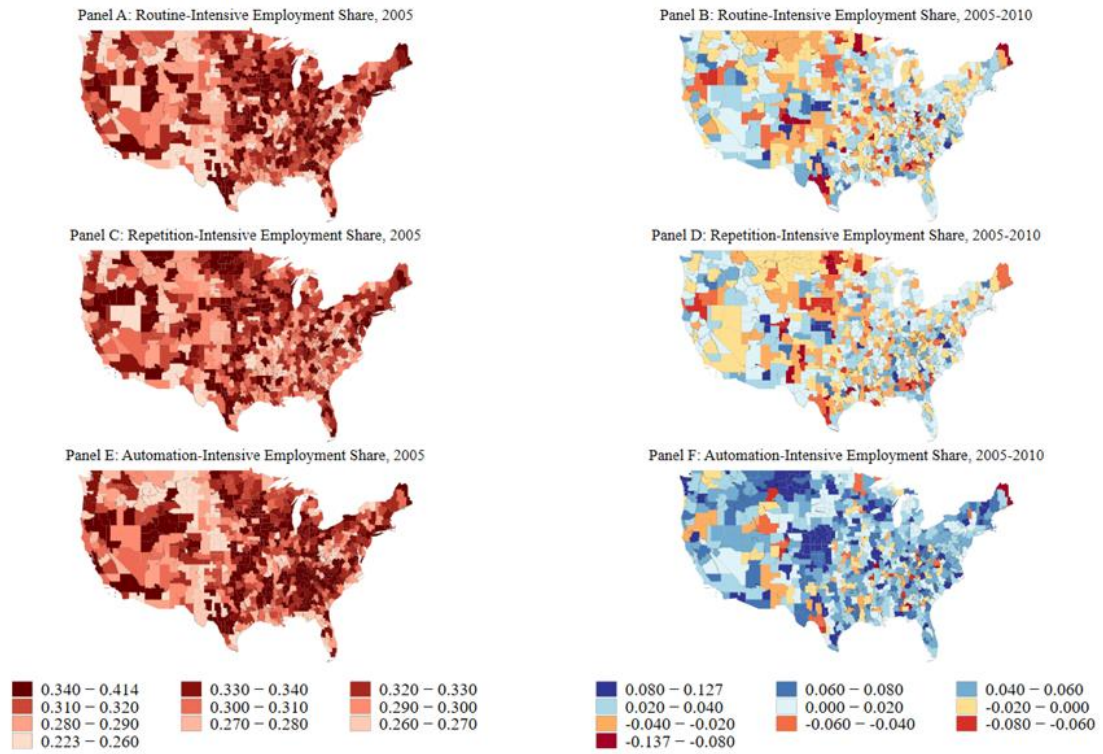 Panel A: Routine-Intensive Employment Share, 2005
Panel B: Routine-Intensive Employment Share, 2005-2010
Panel C: Repetition-Intensive Employment Share, 2005
Panel D: Repetition-Intensive Employment Share, 2005-2010
Panel E: Automation-Intensive Employment Share, 2005
Panel F: Automation-Intensive Employment Share, 2005-2010
0.340 − 0.414 0.330 − 0.340 0.320 − 0.330
0.310 − 0.320 0.300 − 0.310 0.290 − 0.300
0.280 − 0.290 0.270 − 0.280 0.260 − 0.270
0.223 − 0.260
0.080 − 0.127 0.060 − 0.080 0.040 − 0.060
0.020 − 0.040 0.000 − 0.020 -0.020 − 0.000
-0.040 − -0.020 -0.060 − -0.040 -0.080 − -0.060
-0.137 − -0.080